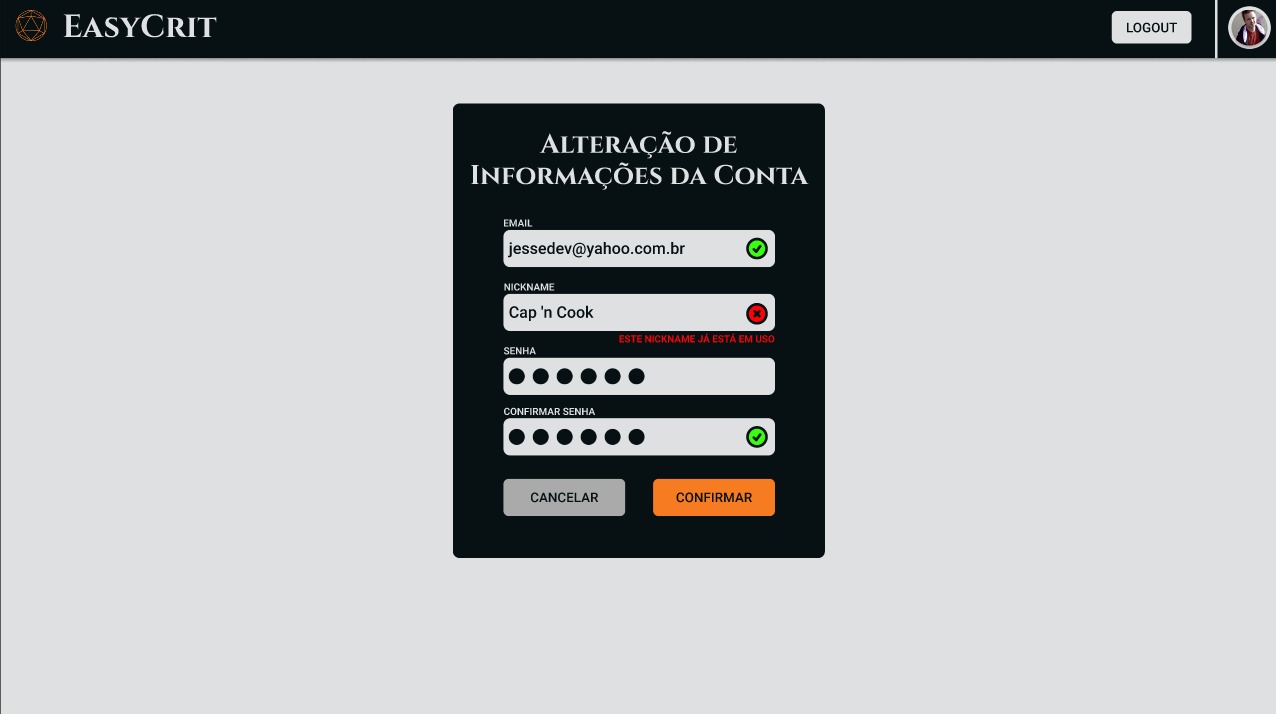 EasyCrit
LOGOUT
Alteração de
Informações da Conta
EMAIL
jessedev@yahoo.com.br
NICKNAME
Cap 'n Cook
ESTE NICKNAME JÁ ESTÁ EM USO
SENHA
CONFIRMAR SENHA
CANCELAR
CONFIRMAR